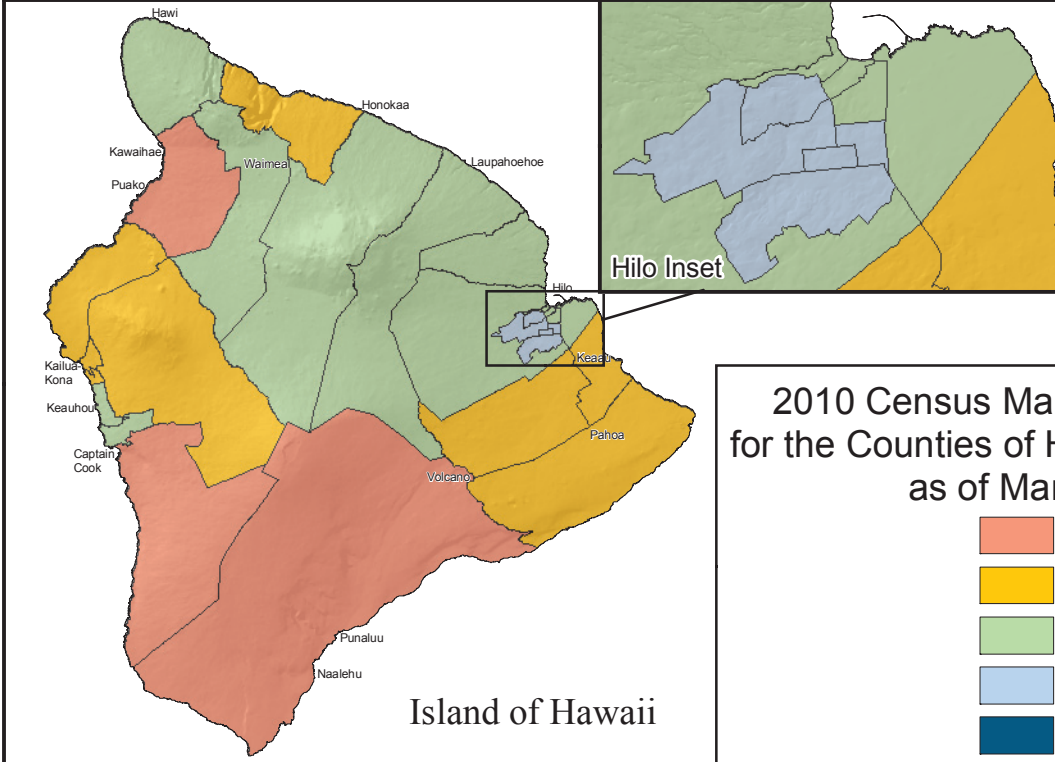 Hawi
Honokaa
Kawaihae
Waimea
Laupahoehoe
Puako
Hilo Inset
Hilo
Keaau
Kailua-
Kona
Keauhou
Pahoa
Captain
Cook
Volcano
Punaluu
Naalehu
Island of Hawaii
2010 Census Ma
for the Counties of H
as of Mar